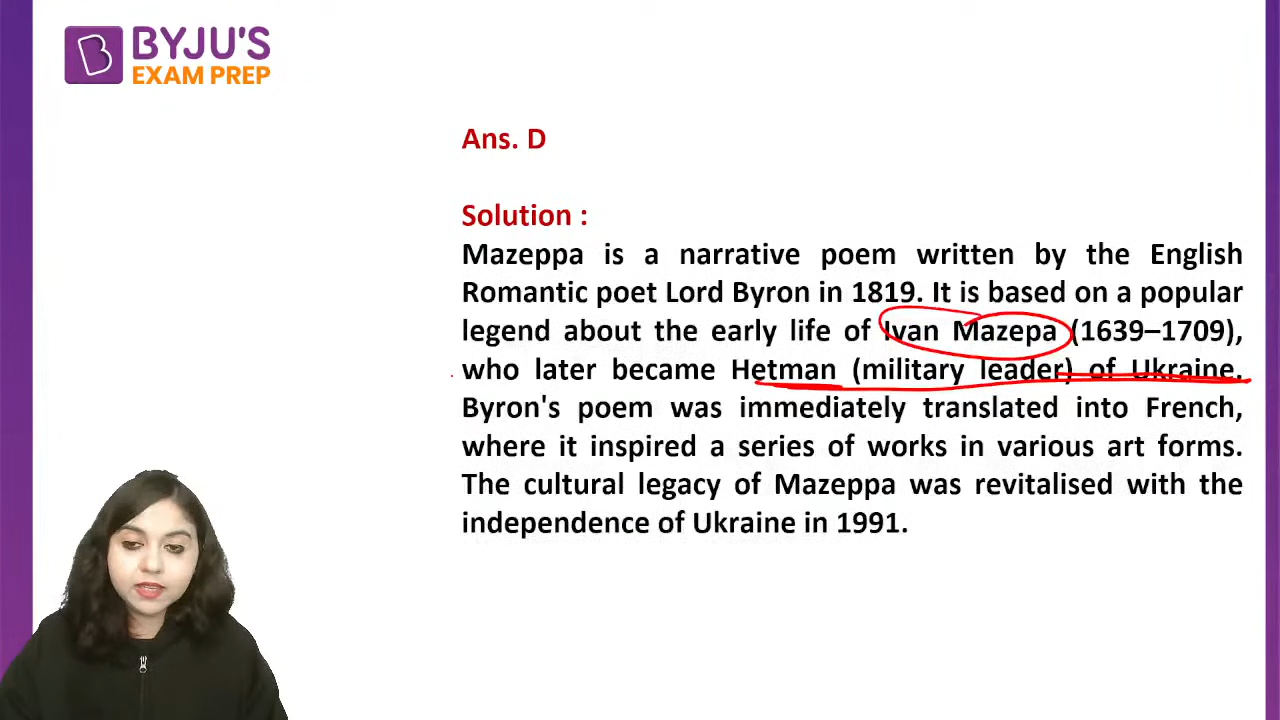 BYJU'S
EXAM PREP
Ans. D
Solution :
Mazeppa is a narrative poem written by the English
Romantic poet Lord Byron in 1819. It is based on a popular
legend about the early life of Ivan Mazepa (1639–1709),
who later became Hetman (military leader) of Ukraine.
Byron's poem was immediately translated into French,
where it inspired a series of works in various art forms.
The cultural legacy of Mazeppa was revitalised with the
independence of Ukraine in 1991.